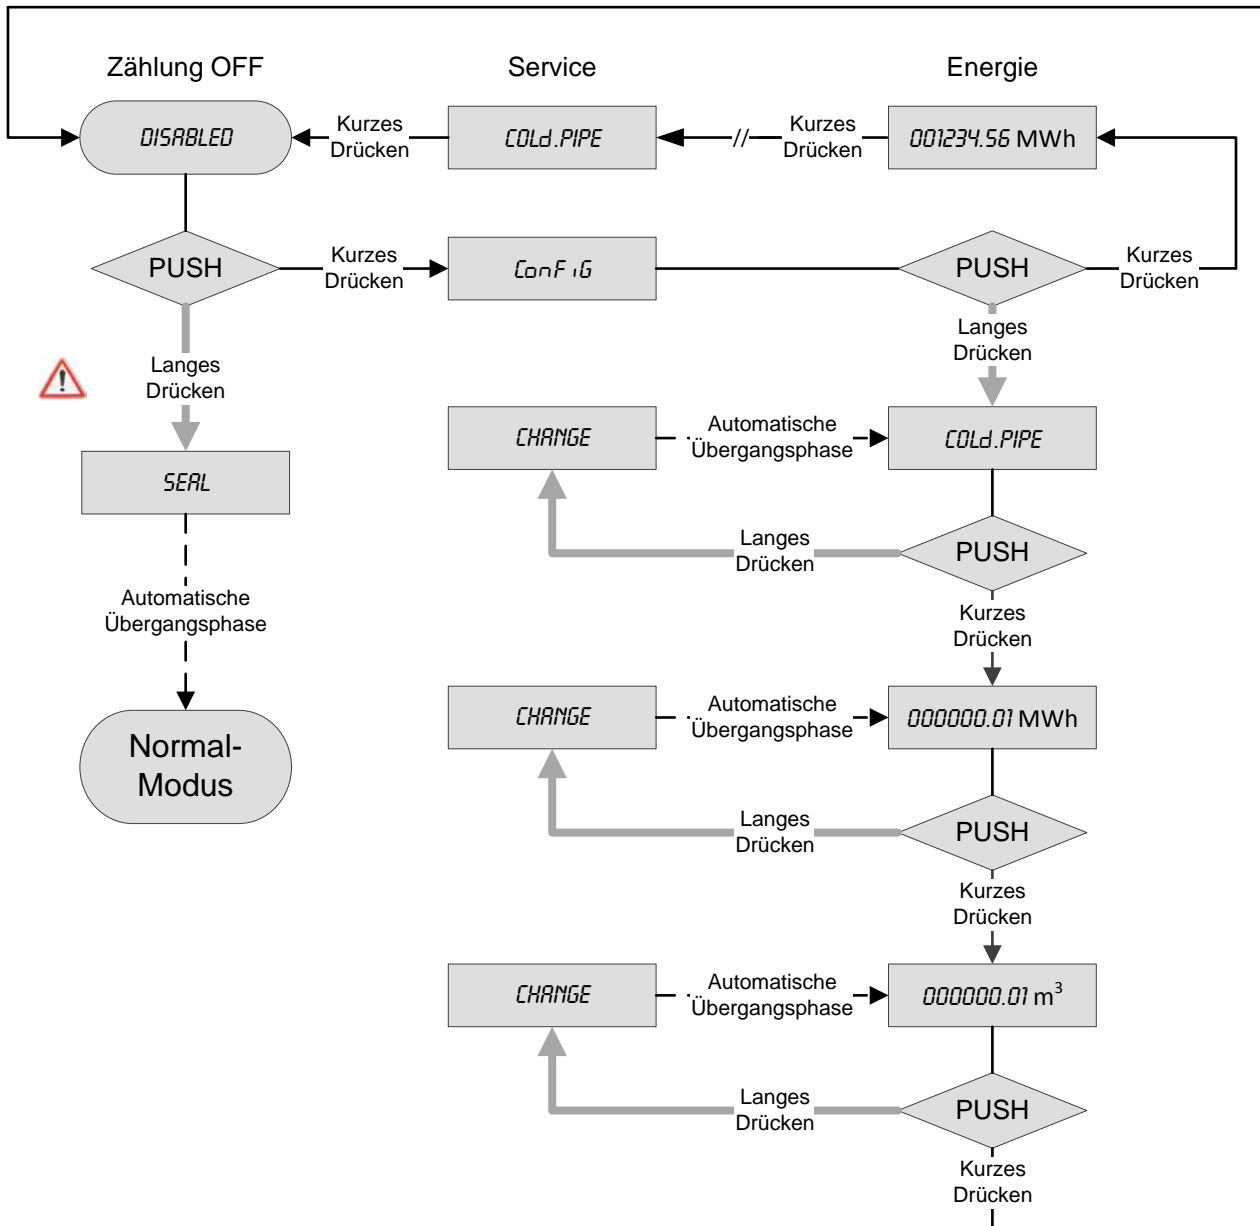 Zählung OFF
Service
Energie
DISABLED
Kurzes
Drücken
COLd.PIPE
Kurzes
Drücken
001234.56 MWh
PUSH
Kurzes
Drücken
ConFiG
PUSH
Kurzes
Drücken
Langes
Drücken
Langes
Drücken
CHANGE
Automatische
Übergangsphase
COLd.PIPE
SEAL
Langes
Drücken
PUSH
Automatische
Übergangsphase
Kurzes
Drücken
Normal-
Modus
CHANGE
Automatische
Übergangsphase
000000.01 MWh
Langes
Drücken
PUSH
Kurzes
Drücken
CHANGE
Automatische
Übergangsphase
000000.01 m³
Langes
Drücken
PUSH
Kurzes
Drücken